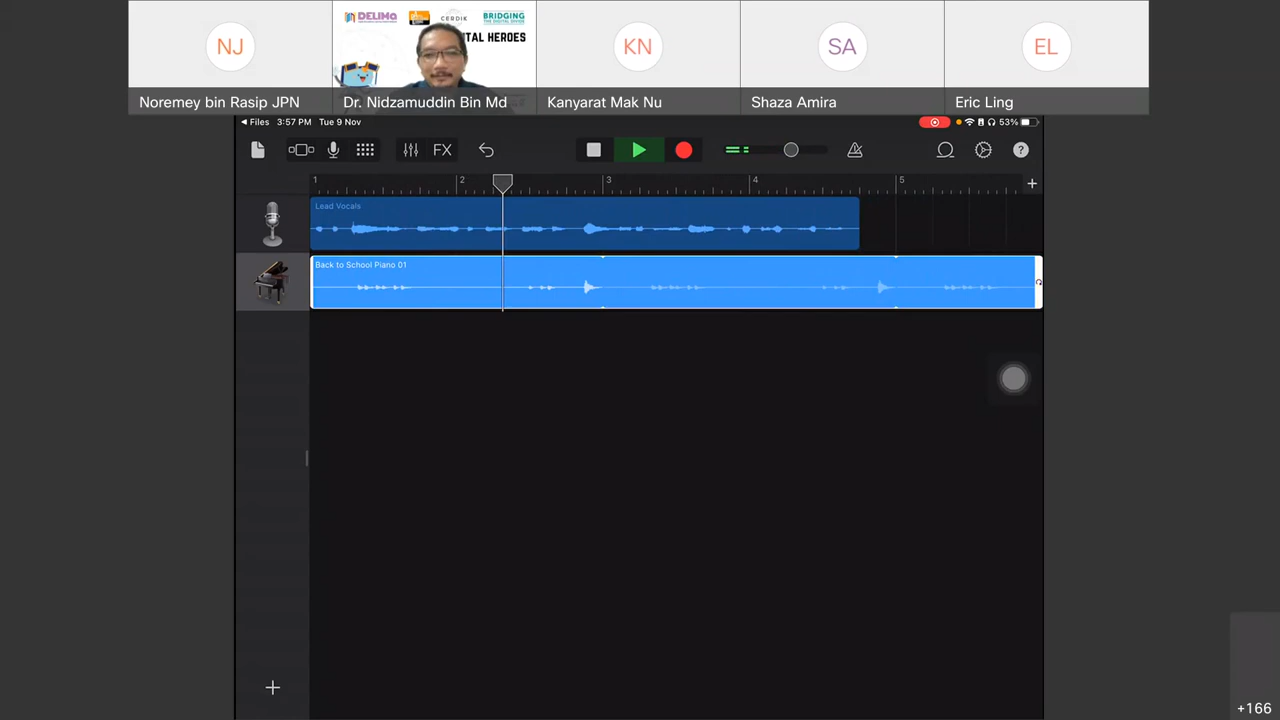 NJ
DELIMa
CERDIK
BRIDGING
THE DIGITAL DIVIDE
TAL HEROES
KN
SA
EL
Noremey bin Rasip JPN
Dr. Nidzamuddin Bin Md
Kanyarat Mak Nu
Shaza Amira
Eric Ling
Files 3:57 PM Tue 9 Nov
53%
FX
?
1 2 3 4 5
Lead Vocals
Back to School Piano 01
+166